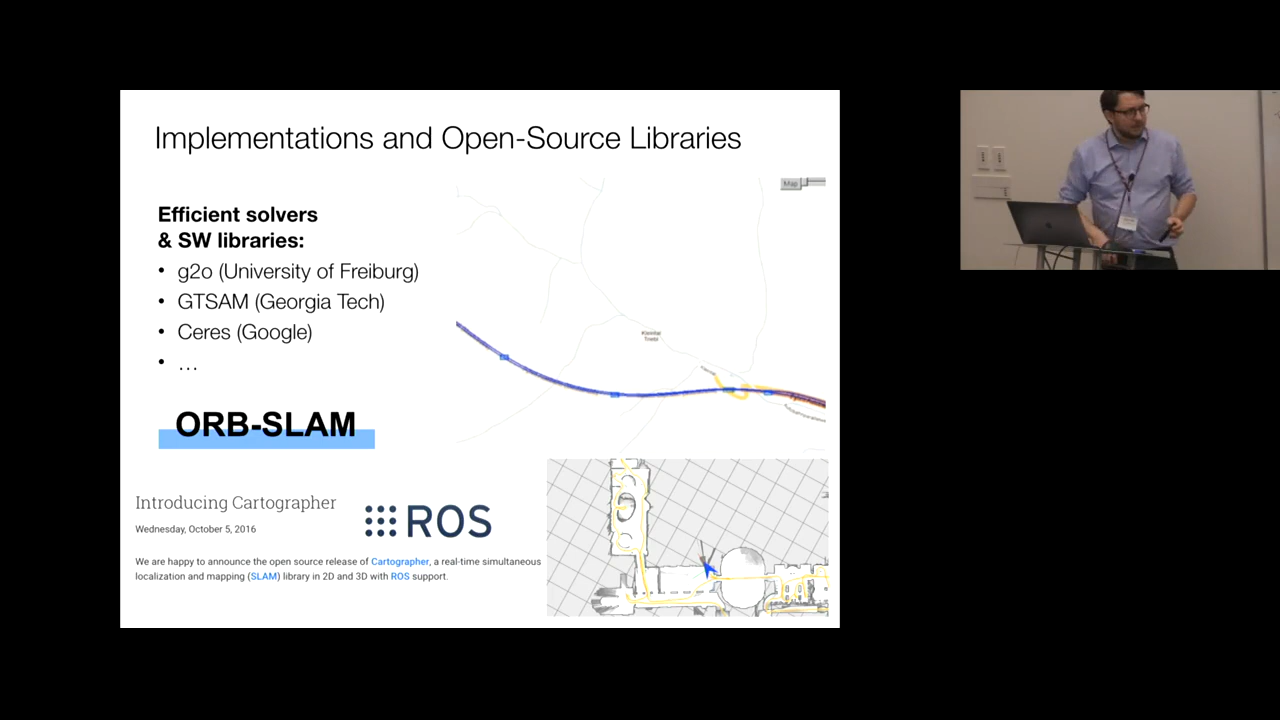 Implementations and Open-Source Libraries
Efficient solvers
& SW libraries:
• g2o (University of Freiburg)
• GTSAM (Georgia Tech)
• Ceres (Google)
• …
ORB-SLAM
Map
Introducing Cartographer
Wednesday, October 5, 2016
ROS
We are happy to announce the open source release of Cartographer, a real-time simultaneous
localization and mapping (SLAM) library in 2D and 3D with ROS support.